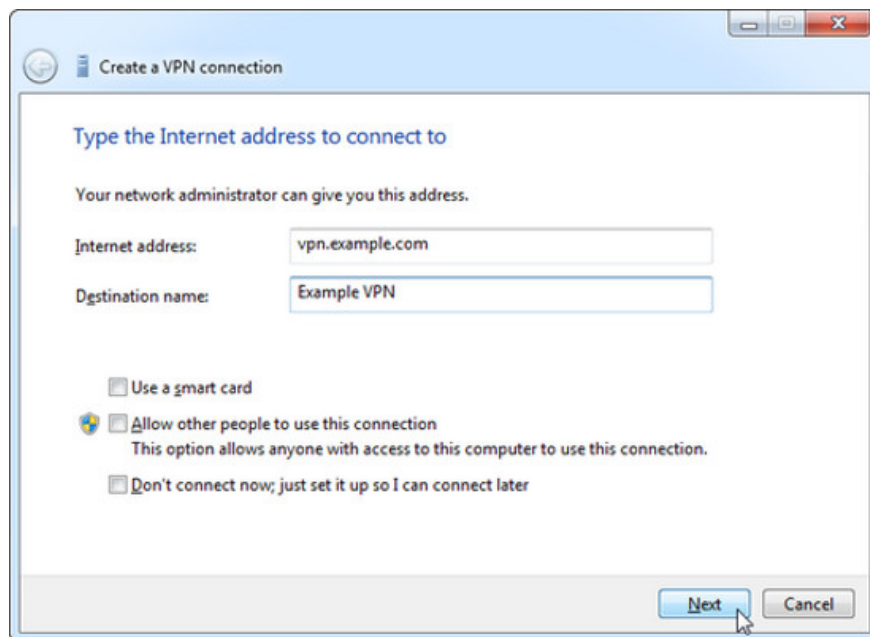 Create a VPN connection
Type the Internet address to connect to
Your network administrator can give you this address.
Internet address: vpn.example.com
Destination name: Example VPN
Use a smart card
Allow other people to use this connection
This option allows anyone with access to this computer to use this connection.
Don't connect now; just set it up so I can connect later
Next Cancel